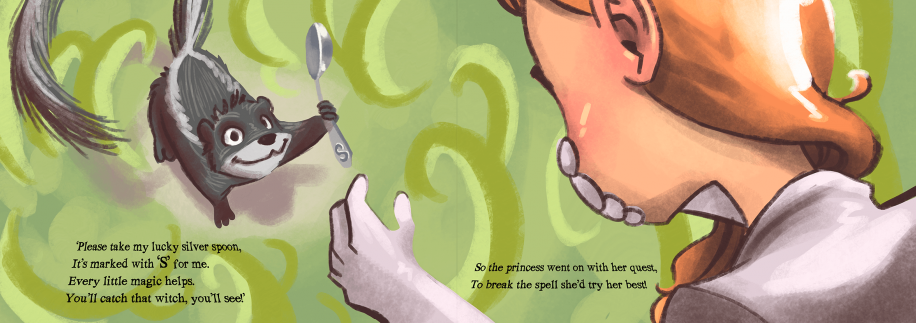 S
'Please take my lucky silver spoon,
It's marked with 'S' for me.
Every little magic helps.
You'll catch that witch, you'll see!'
So the princess went on with her quest,
To break the spell she'd try her best!